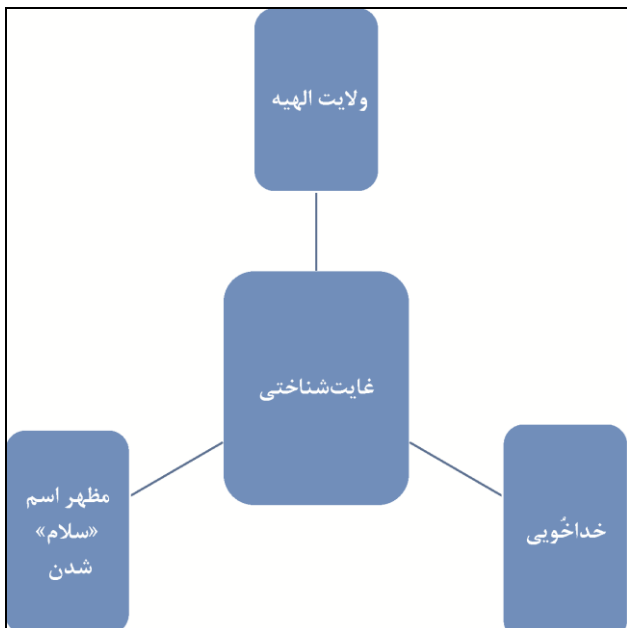 ولایت الهیه
غایت‌شناختی
خداخُویی
مظهر اسم
«سلام»
شدن